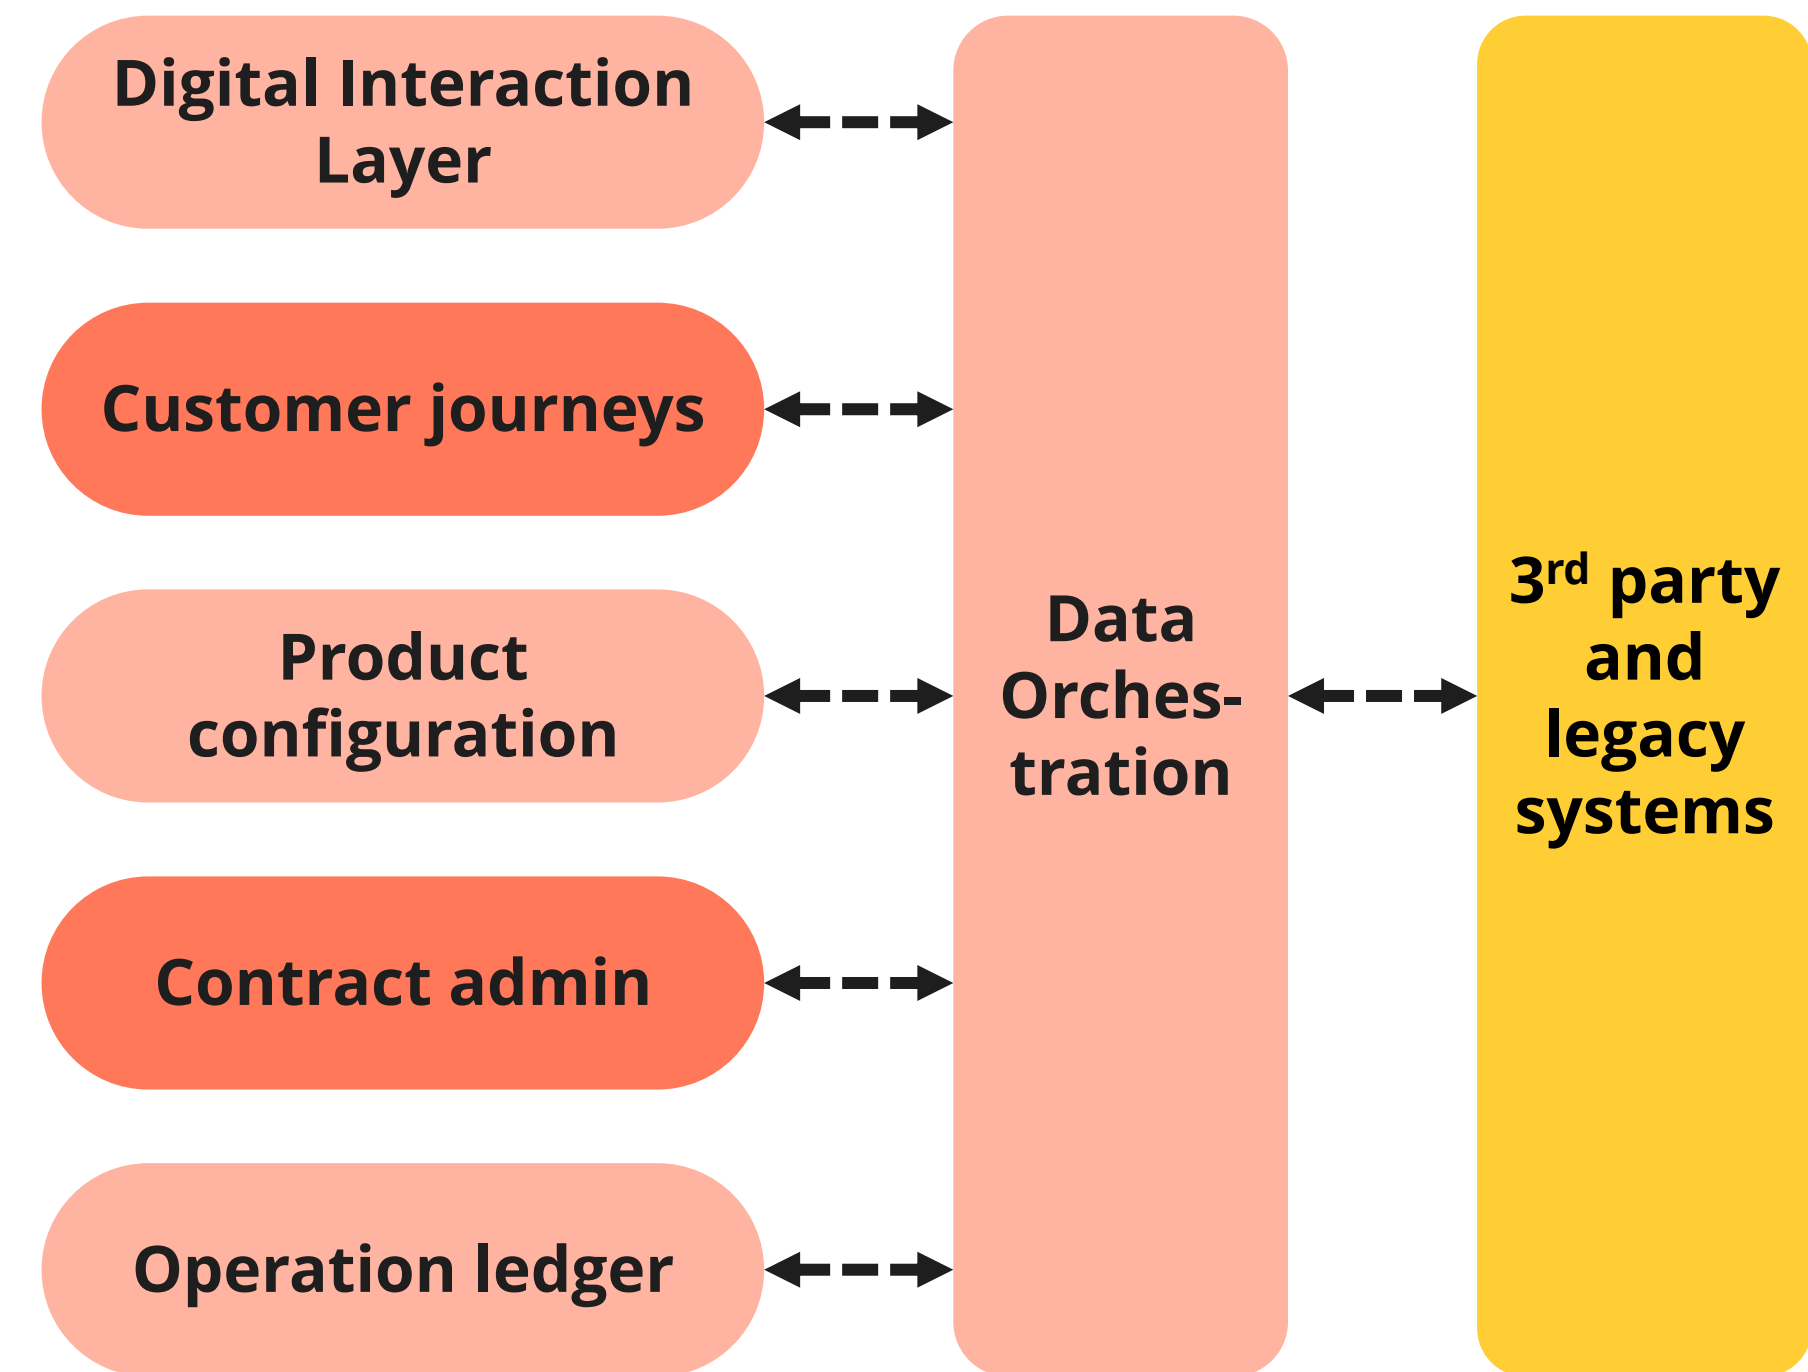 Digital Interaction
Layer
Customer journeys
Product
configuration
Contract admin
Operation ledger
Data
Orches-
tration
3rd party
and
legacy
systems